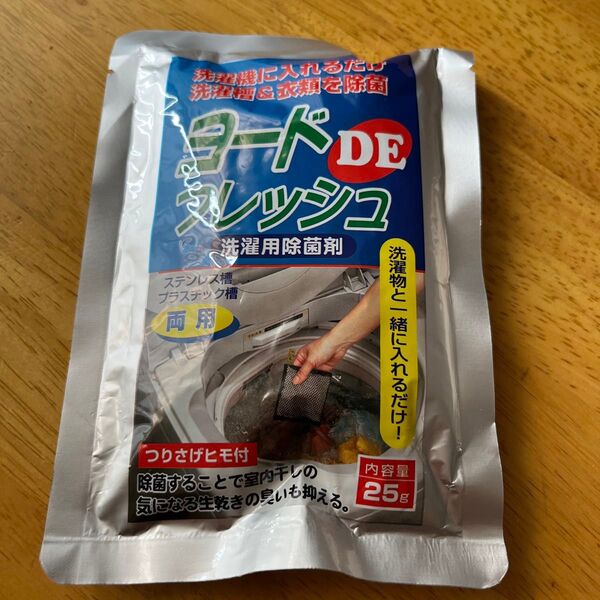 洗濯機に入れるだけ
洗濯槽&衣類を除菌
ヨード DE
フレッシュ
洗濯用除菌剤
ステンレス槽
プラスチック槽
両用
洗濯物と一緒に入れるだけ!
つりさげヒモ付
除菌することで室内干しの
気になる生乾きの臭いも抑える。
内容量
25g